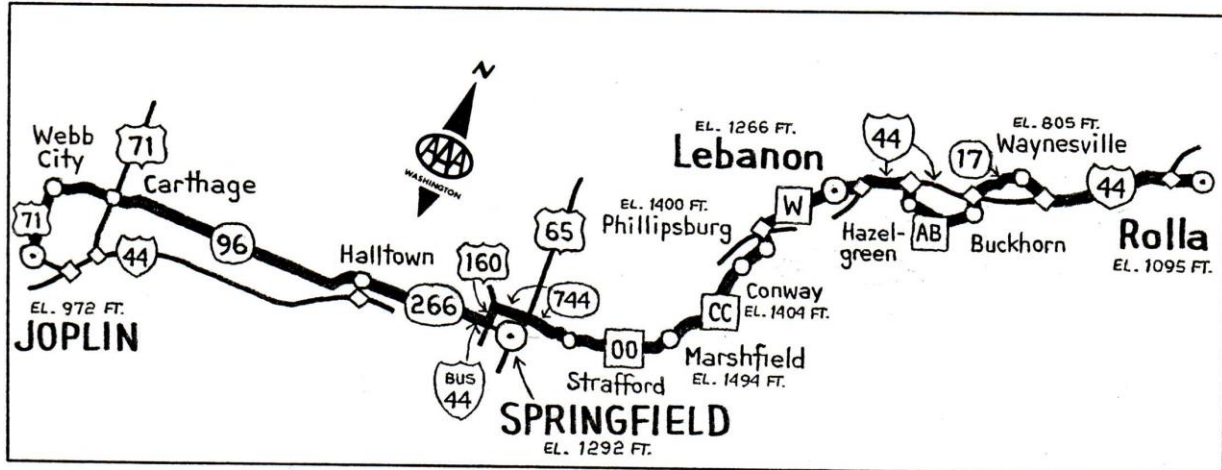 N
AAA
WASHINGTON
Webb
City
71
Carthage
71
96
44
EL. 972 FT.
JOPLIN
Halltown
266
160
744
65
BUS
44
SPRINGFIELD
EL. 1292 FT.
Strafford
OO
Marshfield
EL. 1494 FT.
CC
Conway
EL. 1404 FT.
EL. 1400 FT.
Phillipsburg
W
EL. 1266 FT.
Lebanon
44
Hazel-
green
AB
Buckhorn
17
EL. 805 FT.
Waynesville
44
Rolla
EL. 1095 FT.